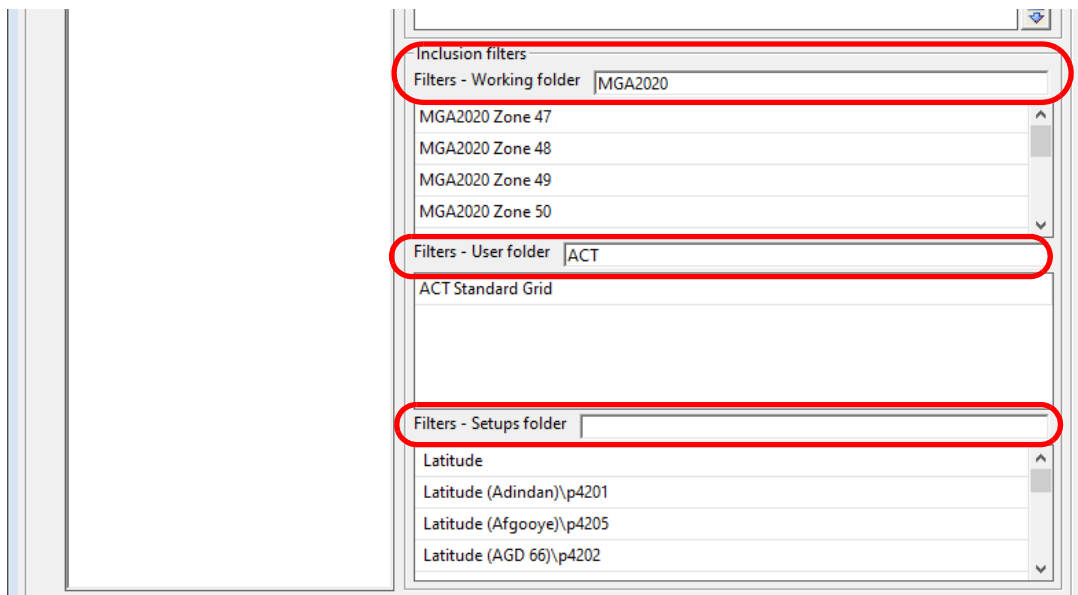 Inclusion filters
Filters - Working folder MGA2020
MGA2020 Zone 47
MGA2020 Zone 48
MGA2020 Zone 49
MGA2020 Zone 50
Filters - User folder ACT
ACT Standard Grid
Filters - Setups folder
Latitude
Latitude (Adindan)\p4201
Latitude (Afgooye)\p4205
Latitude (AGD 66)\p4202